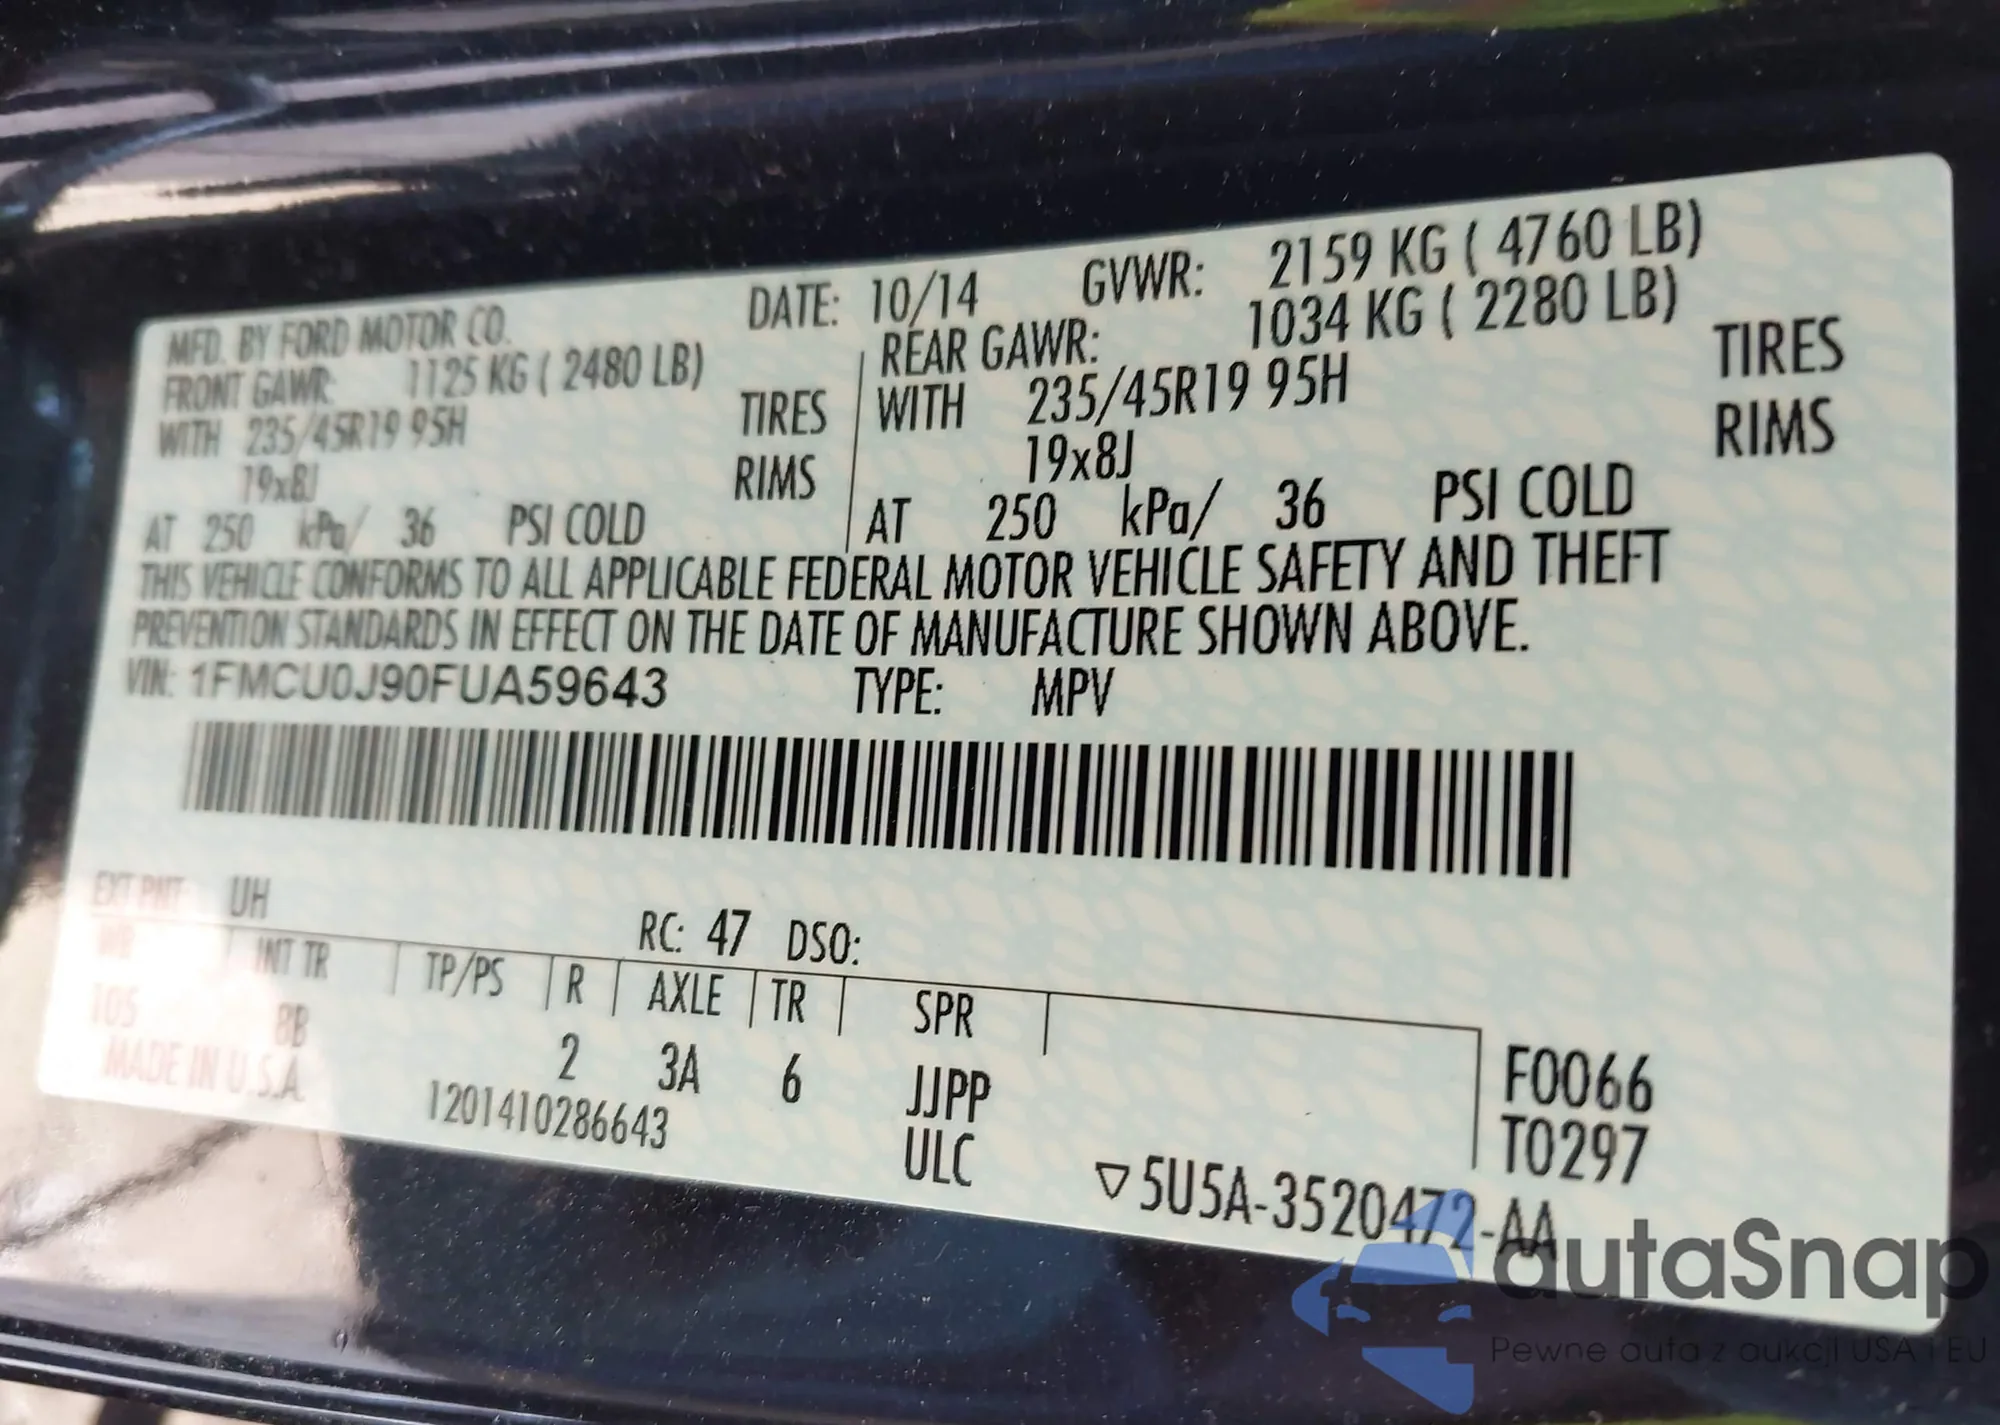 MFD. BY FORD MOTOR CO. DATE: 10/14 GVWR: 2159 KG ( 4760 LB)
FRONT GAWR: 1125 KG ( 2480 LB) REAR GAWR: 1034 KG ( 2280 LB)
WITH 235/45R19 95H TIRES WITH 235/45R19 95H TIRES
19x8J RIMS 19x8J RIMS
AT 250 kPa/ 36 PSI COLD AT 250 kPa/ 36 PSI COLD
THIS VEHICLE CONFORMS TO ALL APPLICABLE FEDERAL MOTOR VEHICLE SAFETY AND THEFT
PREVENTION STANDARDS IN EFFECT ON THE DATE OF MANUFACTURE SHOWN ABOVE.
VIN: 1FMCU0J90FUA59643 TYPE: MPV
EXT PNT: UH RC: 47 DSO:
WB INT TR TP/PS R AXLE TR SPR
105 8B 2 3A 6 JJPP F0066
MADE IN U.S.A. 1201410286643 ULC T0297
▽5U5A-3520472-AA
autaSnap
Pewne auta z aukcji USA i EU